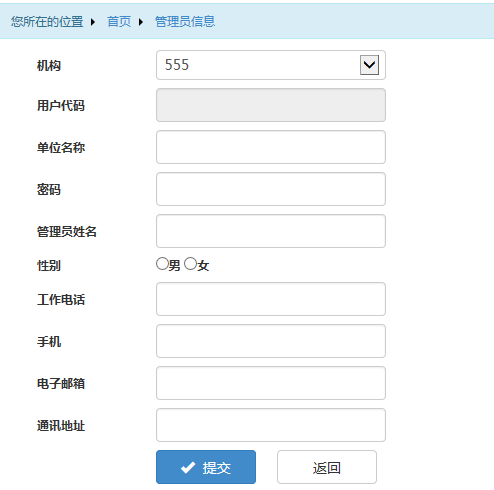 您所在的位置 首页 管理员信息
机构 555
用户代码
单位名称
密码
管理员姓名
性别 男 女
工作电话
手机
电子邮箱
通讯地址
提交 返回